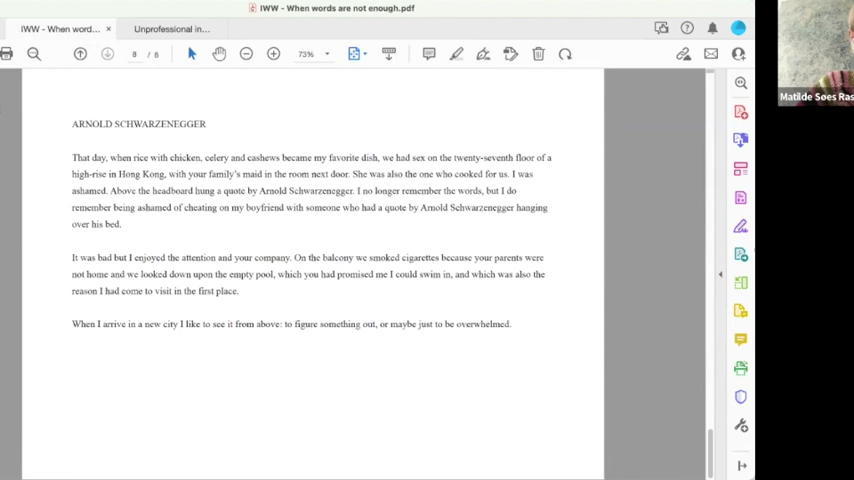 IWW - When words are not enough.pdf
IWW - When word... ×
Unprofessional in...
8 / 8
73%
Matilde Søes Ras
ARNOLD SCHWARZENEGGER
That day, when rice with chicken, celery and cashews became my favorite dish, we had sex on the twenty-seventh floor of a
high-rise in Hong Kong, with your family's maid in the room next door. She was also the one who cooked for us. I was
ashamed. Above the headboard hung a quote by Arnold Schwarzenegger. I no longer remember the words, but I do
remember being ashamed of cheating on my boyfriend with someone who had a quote by Arnold Schwarzenegger hanging
over his bed.
It was bad but I enjoyed the attention and your company. On the balcony we smoked cigarettes because your parents were
not home and we looked down upon the empty pool, which you had promised me I could swim in, and which was also the
reason I had come to visit in the first place.
When I arrive in a new city I like to see it from above: to figure something out, or maybe just to be overwhelmed.